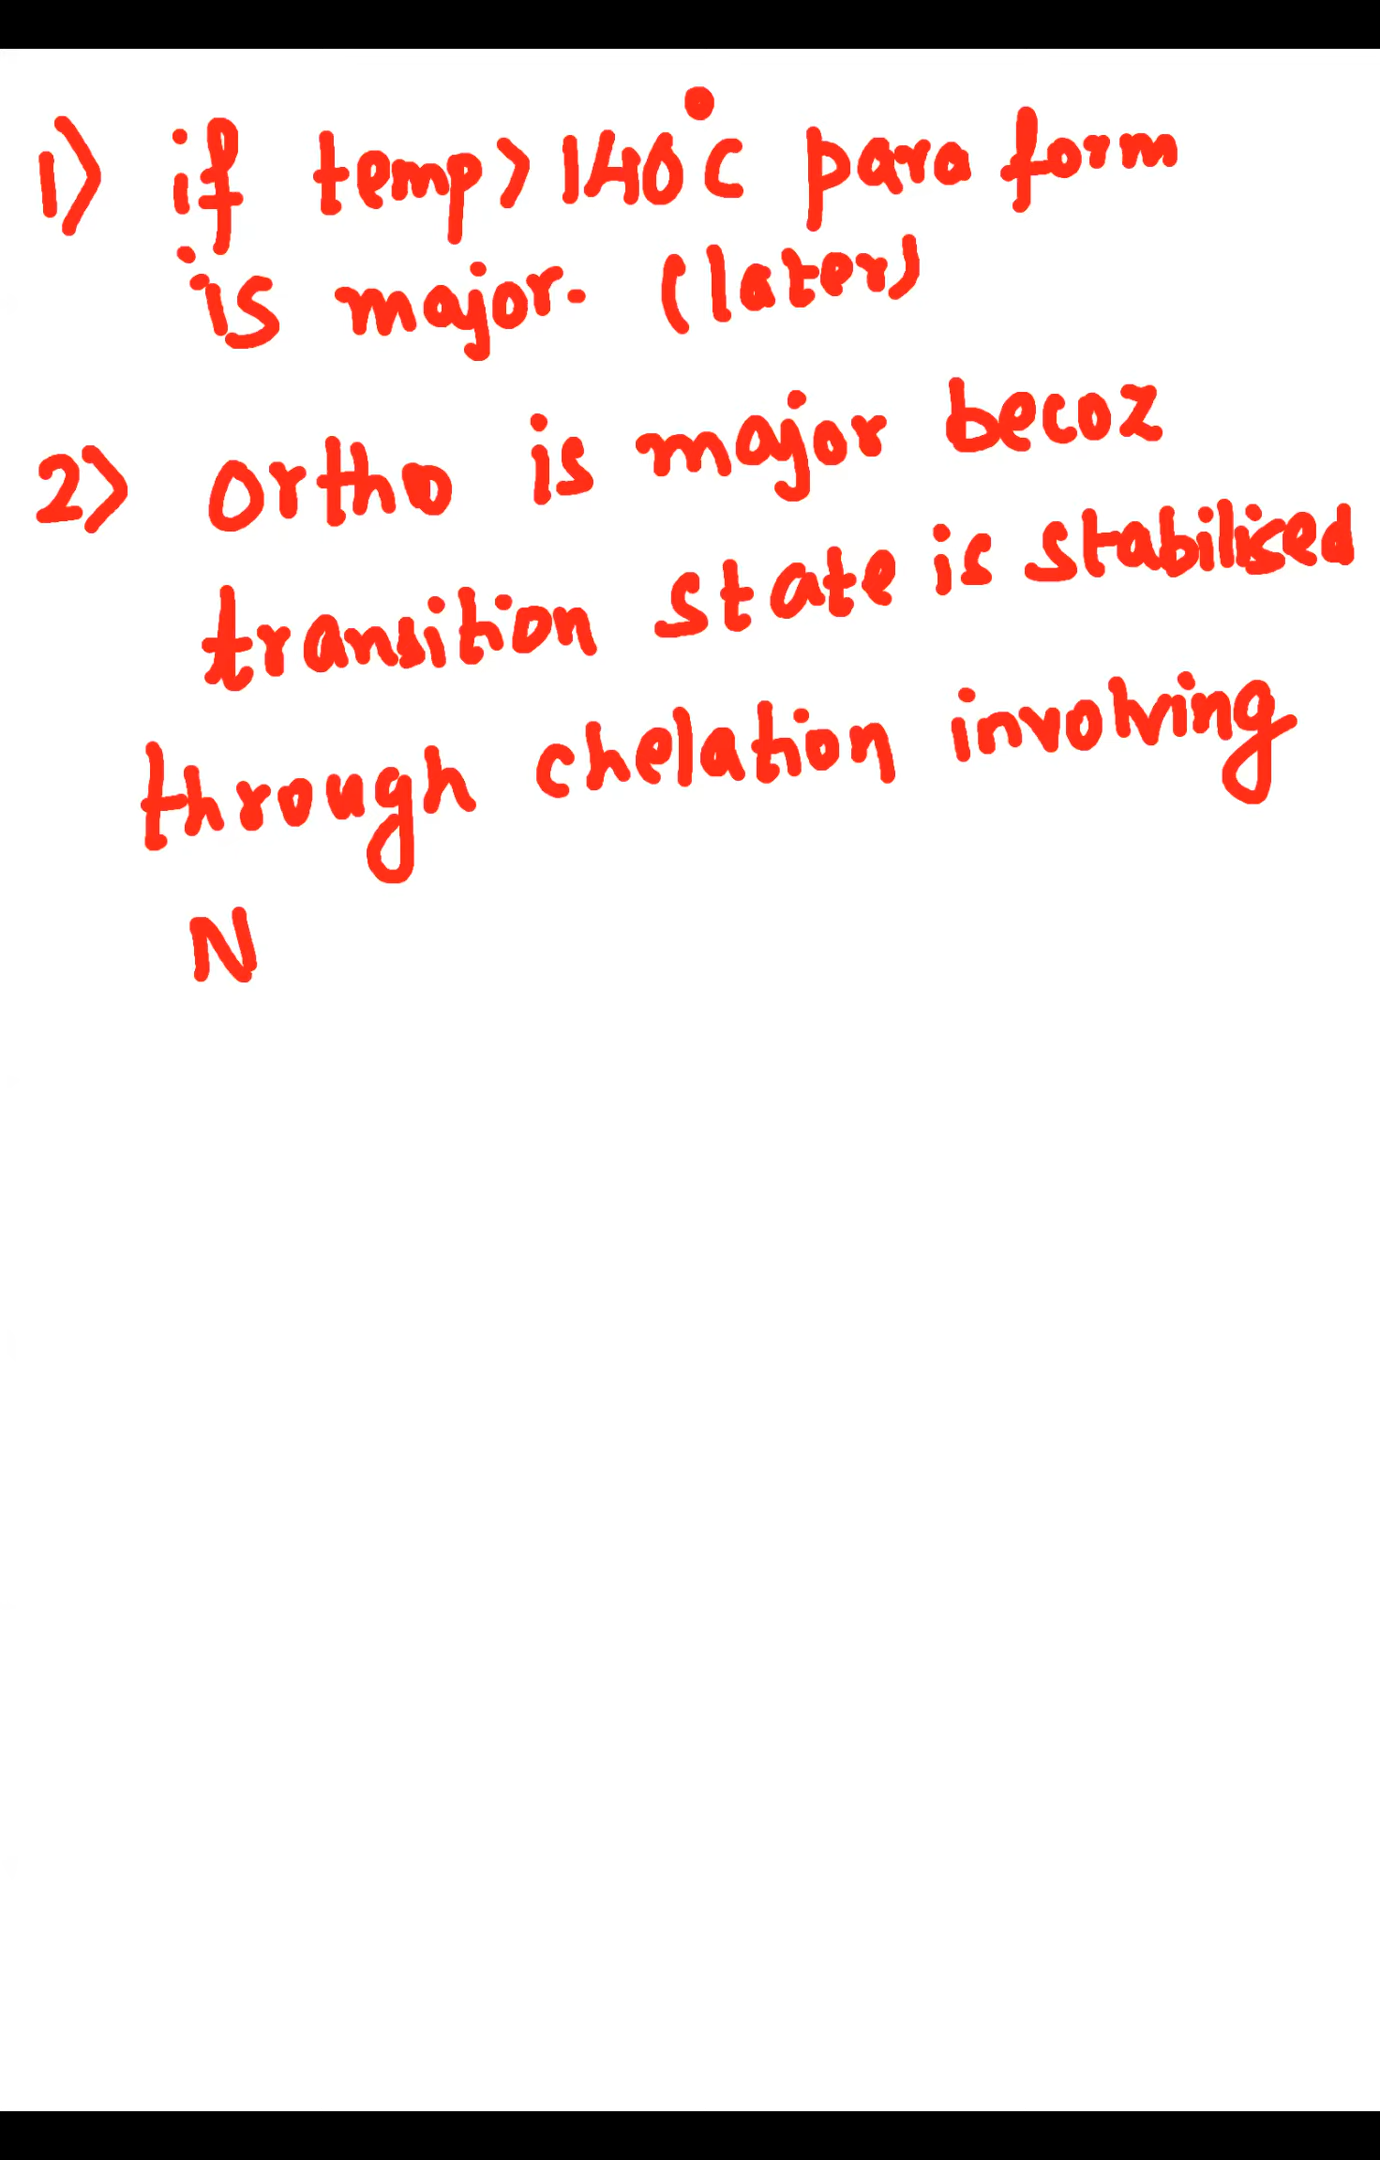 1) if temp > 140°C para form
is major. (later)
2) Ortho is major becoz
transition state is stabilised
through chelation involving
N